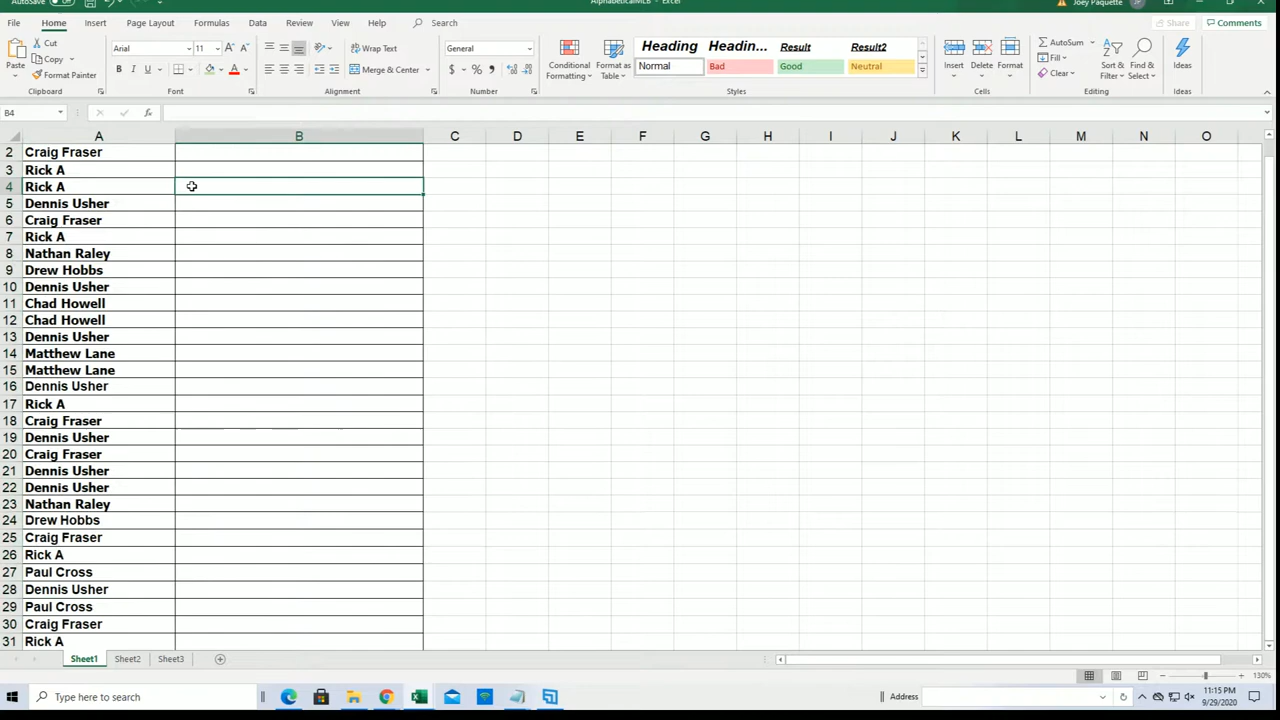 AutoSave Off AlphabeticalMLB - Excel Joey Paquette JP
File Home Insert Page Layout Formulas Data Review View Help Search Share Comments
Paste Cut Copy Format Painter Clipboard
Arial 11 A A B I U A Font
Wrap Text Merge & Center Alignment
General $ % , Number
Conditional Formatting Format as Table
Heading Headin... Result Result2
Normal Bad Good Neutral
Styles
Insert Delete Format Cells
AutoSum Fill Clear Sort & Filter Find & Select Editing
Ideas Ideas
B4 fx
A B C D E F G H I J K L M N O
2 Craig Fraser
3 Rick A
4 Rick A
5 Dennis Usher
6 Craig Fraser
7 Rick A
8 Nathan Raley
9 Drew Hobbs
10 Dennis Usher
11 Chad Howell
12 Chad Howell
13 Dennis Usher
14 Matthew Lane
15 Matthew Lane
16 Dennis Usher
17 Rick A
18 Craig Fraser
19 Dennis Usher
20 Craig Fraser
21 Dennis Usher
22 Dennis Usher
23 Nathan Raley
24 Drew Hobbs
25 Craig Fraser
26 Rick A
27 Paul Cross
28 Dennis Usher
29 Paul Cross
30 Craig Fraser
31 Rick A
Sheet1 Sheet2 Sheet3
130%
Type here to search Address 11:15 PM
9/29/2020